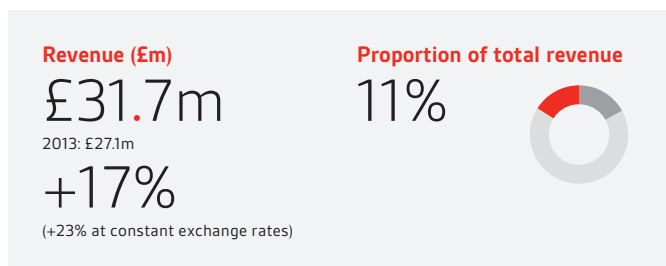 Revenue (£m)
£31.7m
2013: £27.1m
+17%
(+23% at constant exchange rates)
Proportion of total revenue
11%